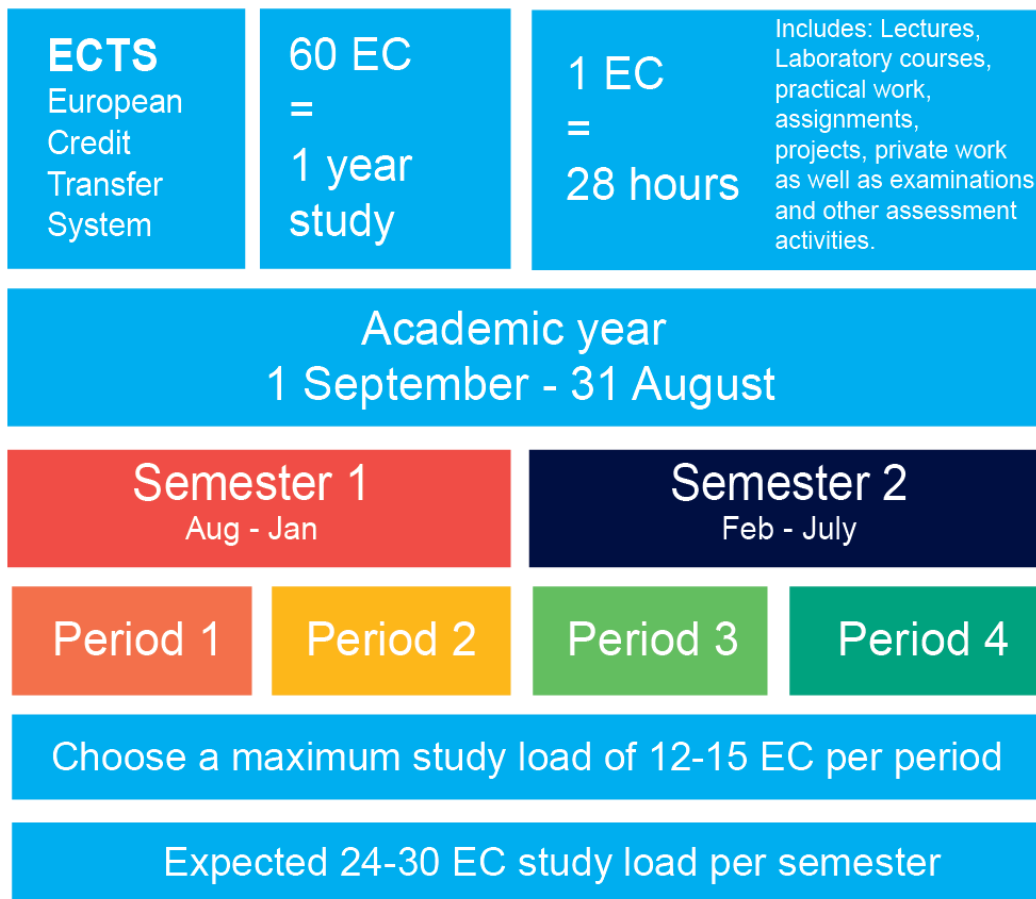 ECTS
European
Credit
Transfer
System
60 EC
=
1 year
study
1 EC
=
28 hours
Includes: Lectures,
Laboratory courses,
practical work,
assignments,
projects, private work
as well as examinations
and other assessment
activities.
Academic year
1 September - 31 August
Semester 1
Aug - Jan
Semester 2
Feb - July
Period 1
Period 2
Period 3
Period 4
Choose a maximum study load of 12-15 EC per period
Expected 24-30 EC study load per semester